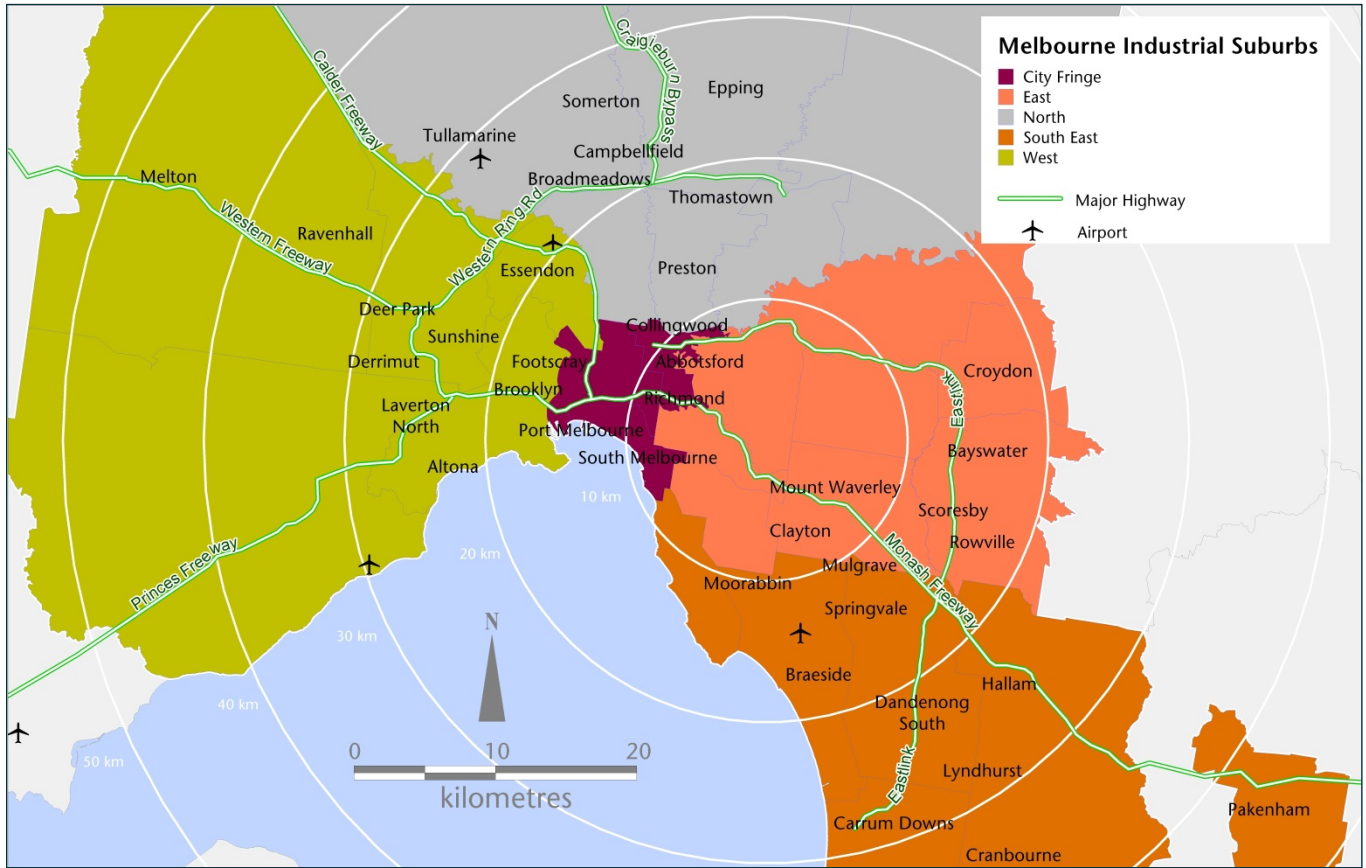 Melbourne Industrial Suburbs
City Fringe
East
North
South East
West
Major Highway
Airport
Craigieburn Bypass
Calder Freeway
Epping
Somerton
Tullamarine
Campbellfield
Melton
Broadmeadows
Thomastown
Western Ring Rd
Ravenhall
Western Freeway
Essendon
Preston
Deer Park
Sunshine
Collingwood
Derrimut
Footscray
Abbotsford
Croydon
Eastlink
Brooklyn
Richmond
Laverton
North
Port Melbourne
Bayswater
Altona
South Melbourne
10 km
Mount Waverley
Scoresby
Clayton
Rowville
20 km
Monash Freeway
Mulgrave
Princes Freeway
Moorabbin
Springvale
30 km
N
Braeside
Hallam
40 km
Dandenong
South
50 km
0 10 20
kilometres
Eastlink
Lyndhurst
Pakenham
Carrum Downs
Cranbourne